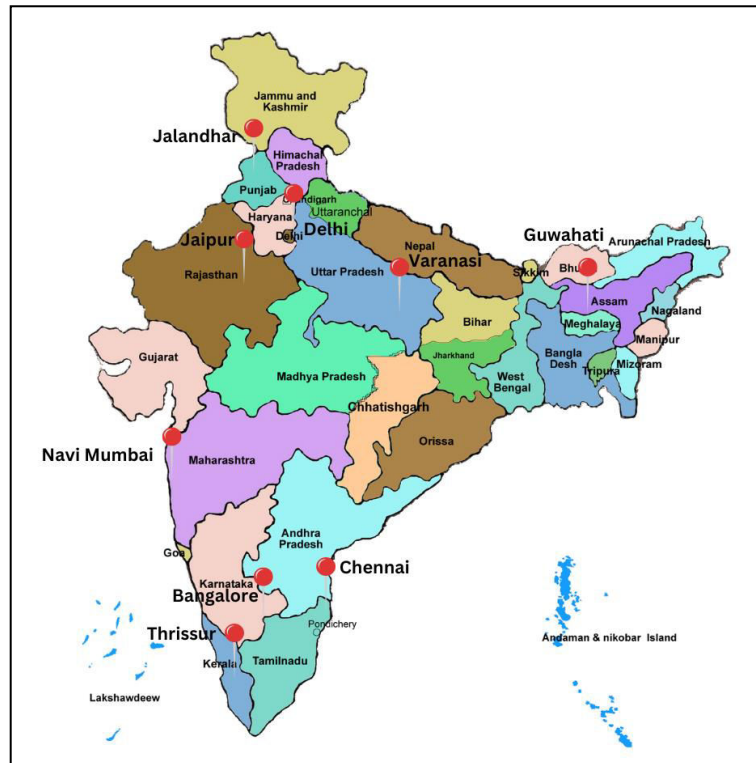 Jammu and
Kashmir
Jalandhar
Himachal
Pradesh
Punjab
Chandigarh
Uttaranchal
Haryana
Delhi
Delhi
Jaipur
Rajasthan
Nepal
Varanasi
Uttar Pradesh
Guwahati
Arunachal Pradesh
Sikkim
Bhu
Assam
Nagaland
Meghalaya
Manipur
Bihar
Jharkhand
Gujarat
Madhya Pradesh
West
Bengal
Bangla
Desh
Tripura
Mizoram
Chhatishgarh
Orissa
Navi Mumbai
Maharashtra
Andhra
Pradesh
Goa
Karnataka
Bangalore
Chennai
Pondichery
Thrissur
Kerala
Tamilnadu
Andaman & nikobar Island
Lakshawdeew